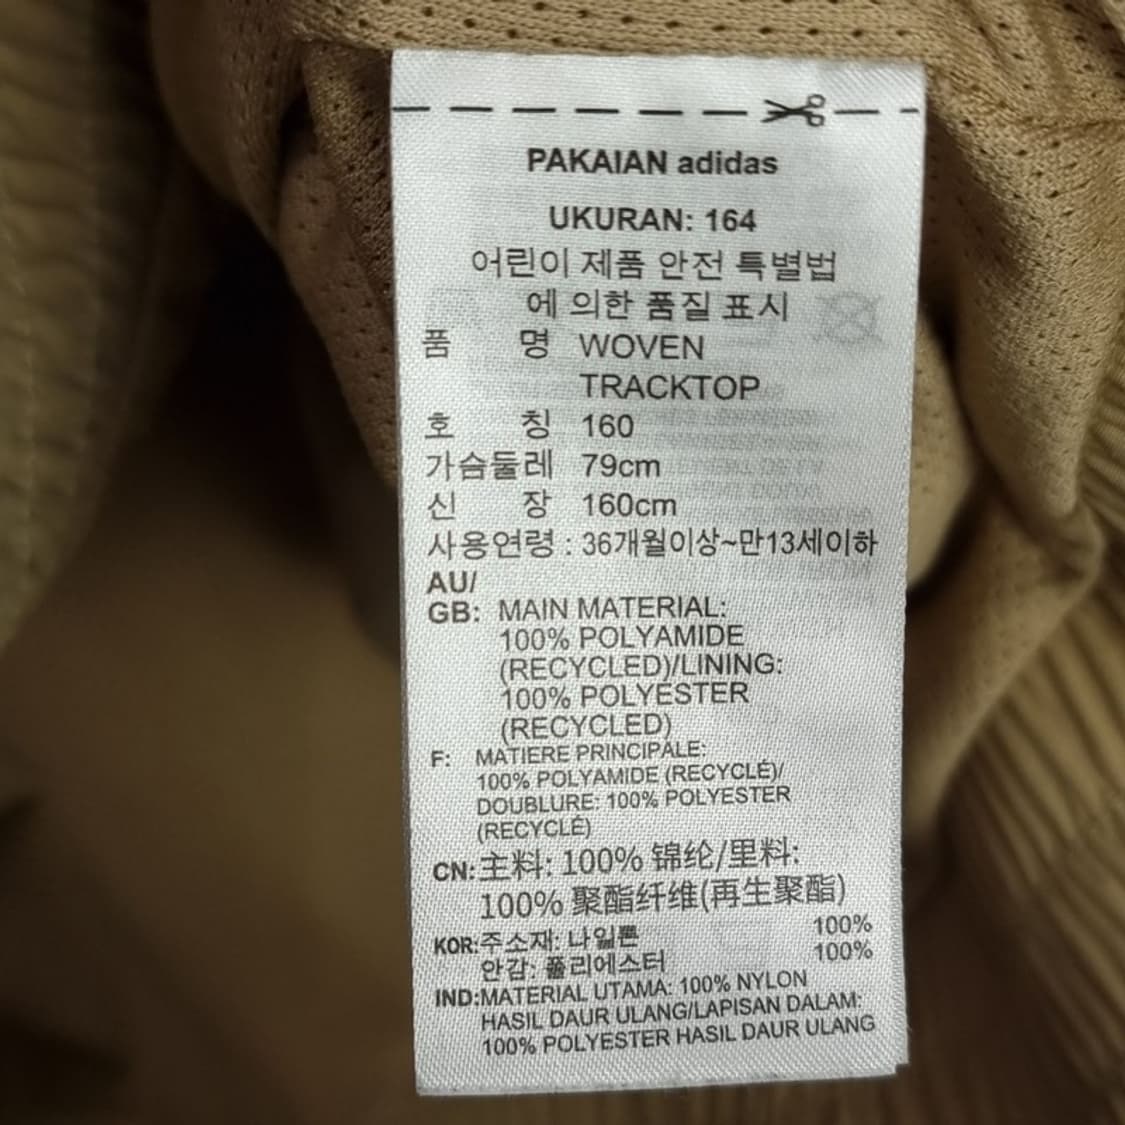 PAKAIAN adidas
UKURAN: 164
어린이 제품 안전 특별법
에 의한 품질 표시
품 명 WOVEN
TRACKTOP
호 칭 160
가슴둘레 79cm
신 장 160cm
사용연령 : 36개월이상~만13세이하
AU/
GB: MAIN MATERIAL:
100% POLYAMIDE
(RECYCLED)/LINING:
100% POLYESTER
(RECYCLED)
F: MATIERE PRINCIPALE:
100% POLYAMIDE (RECYCLÉ)/
DOUBLURE: 100% POLYESTER
(RECYCLÉ)
CN:主料: 100% 锦纶/里料:
100% 聚酯纤维(再生聚酯)
KOR:주소재: 나일론 100%
안감: 폴리에스터 100%
IND:MATERIAL UTAMA: 100% NYLON
HASIL DAUR ULANG/LAPISAN DALAM:
100% POLYESTER HASIL DAUR ULANG